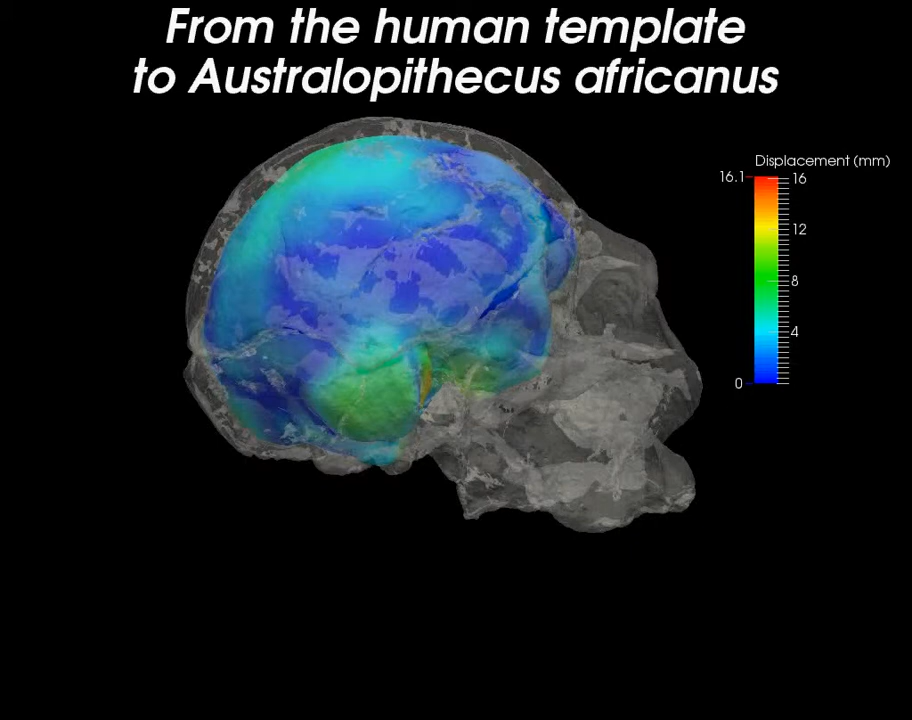 From the human template
to Australopithecus africanus
Displacement (mm)
16.1
16
12
8
4
0